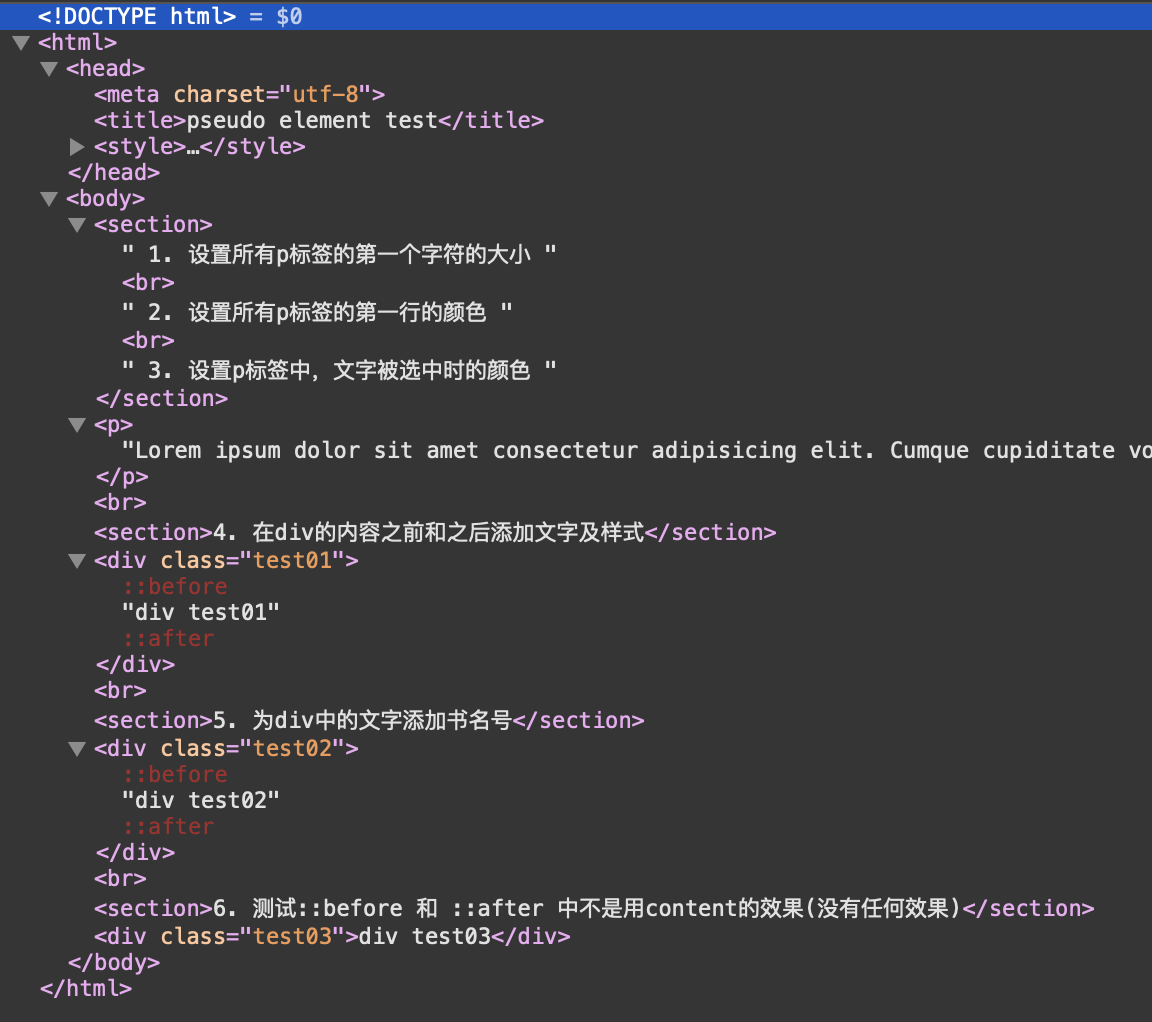 <!DOCTYPE html> = $0
<html>
<head>
<meta charset="utf-8">
<title>pseudo element test</title>
<style>…</style>
</head>
<body>
<section>
" 1. 设置所有p标签的第一个字符的大小 "
<br>
" 2. 设置所有p标签的第一行的颜色 "
<br>
" 3. 设置p标签中，文字被选中时的颜色 "
</section>
<p>
"Lorem ipsum dolor sit amet consectetur adipisicing elit. Cumque cupiditate vo
</p>
<br>
<section>4. 在div的内容之前和之后添加文字及样式</section>
<div class="test01">
::before
"div test01"
::after
</div>
<br>
<section>5. 为div中的文字添加书名号</section>
<div class="test02">
::before
"div test02"
::after
</div>
<br>
<section>6. 测试::before 和 ::after 中不是用content的效果(没有任何效果)</section>
<div class="test03">div test03</div>
</body>
</html>